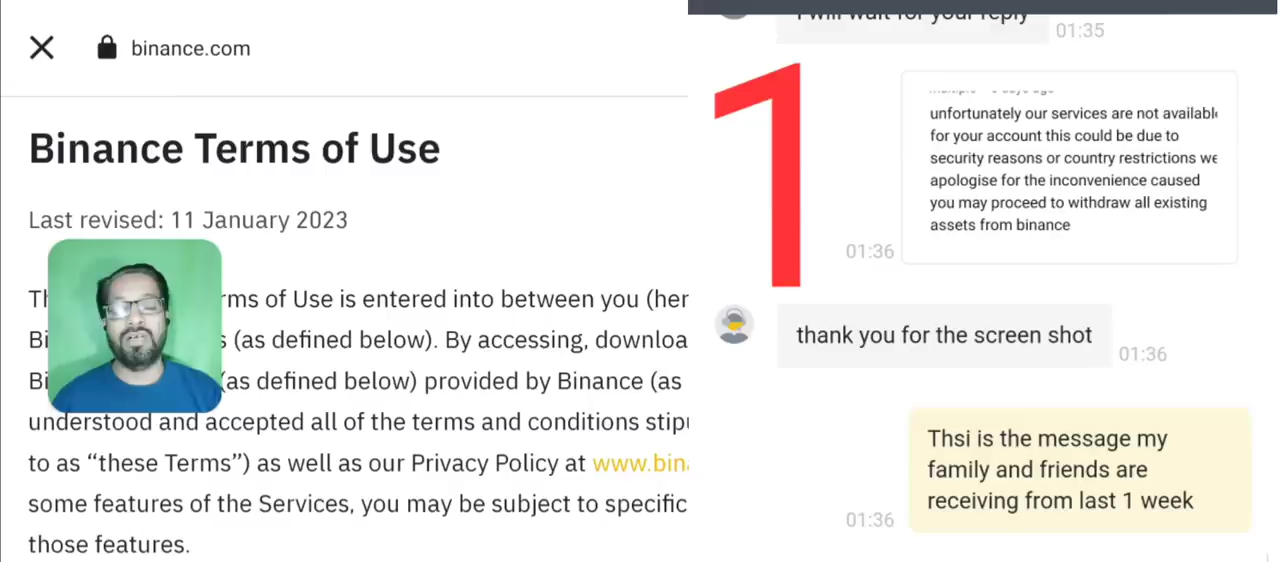 binance.com
Binance Terms of Use
Last revised: 11 January 2023
rms of Use is entered into between you (her
(as defined below). By accessing, downloa
(as defined below) provided by Binance (as
understood and accepted all of the terms and conditions
to as “these Terms”) as well as our Privacy Policy at www.bin
some features of the Services, you may be subject to specific
those features.
I will wait for your reply
01:35
1
unfortunately our services are not available
for your account this could be due to
security reasons or country restrictions we
apologise for the inconvenience caused
you may proceed to withdraw all existing
assets from binance
01:36
thank you for the screen shot
01:36
Thsi is the message my
family and friends are
receiving from last 1 week
01:36